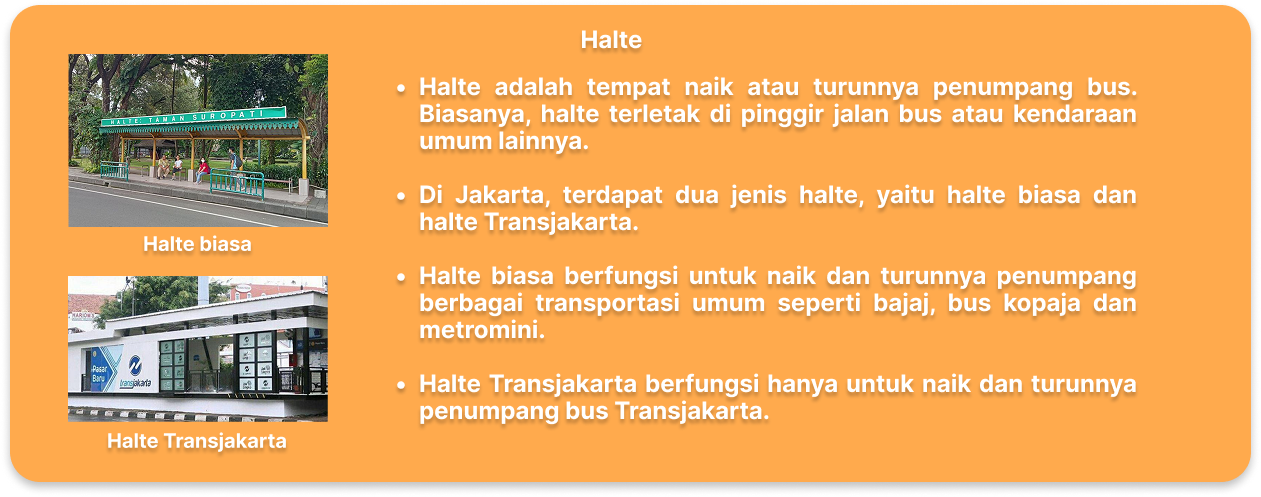 Halte
HALTE: TAMAN SUROPATI
Halte biasa
Pasar
Baru
transjakarta
Halte Transjakarta
• Halte adalah tempat naik atau turunnya penumpang bus.
Biasanya, halte terletak di pinggir jalan bus atau kendaraan
umum lainnya.
• Di Jakarta, terdapat dua jenis halte, yaitu halte biasa dan
halte Transjakarta.
• Halte biasa berfungsi untuk naik dan turunnya penumpang
berbagai transportasi umum seperti bajaj, bus kopaja dan
metromini.
• Halte Transjakarta berfungsi hanya untuk naik dan turunnya
penumpang bus Transjakarta.